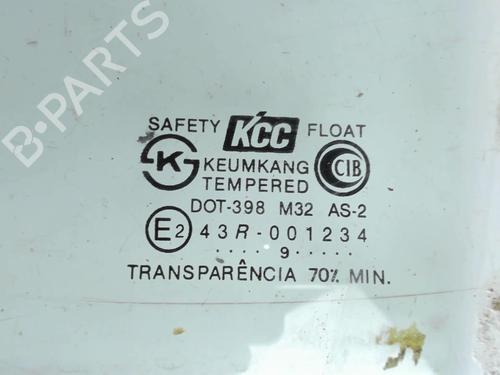 B-PARTS
SAFETY KCC FLOAT
K KEUMKANG CIB
TEMPERED
DOT-398 M32 AS-2
E2 43R-001234
....9.....
TRANSPARÊNCIA 70% MIN.